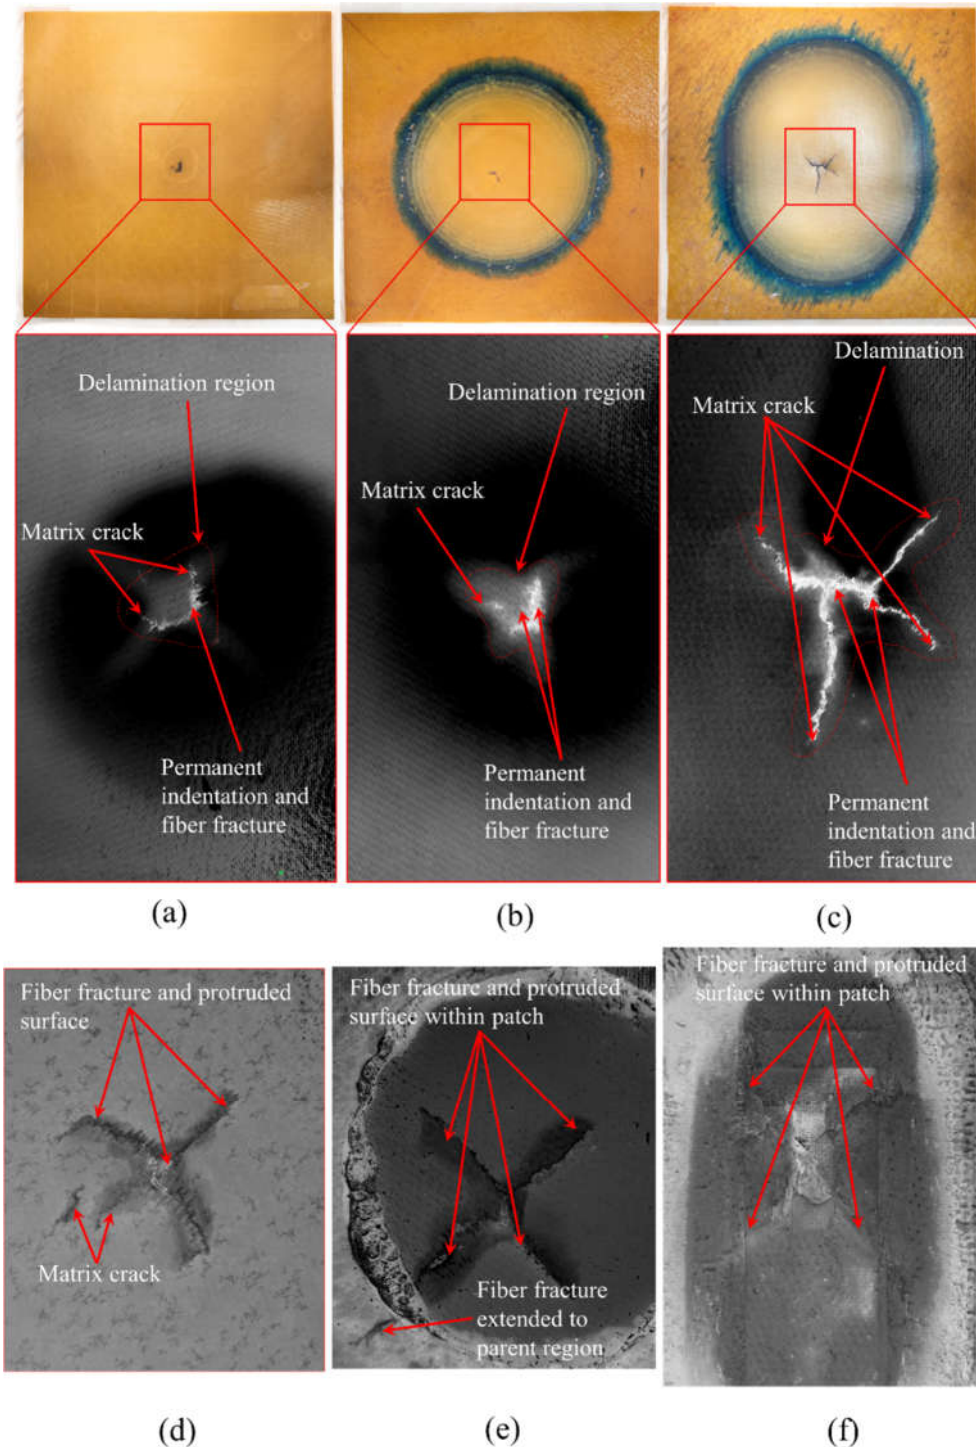 Delamination region
Matrix crack
Permanent
indentation and
fiber fracture
Delamination region
Matrix crack
Permanent
indentation and
fiber fracture
Delamination
Matrix crack
Permanent
indentation and
fiber fracture
(a)
(b)
(c)
Fiber fracture and protruded
surface
Matrix crack
Fiber fracture and protruded
surface within patch
Fiber fracture
extended to
parent region
Fiber fracture and protruded
surface within patch
(d)
(e)
(f)